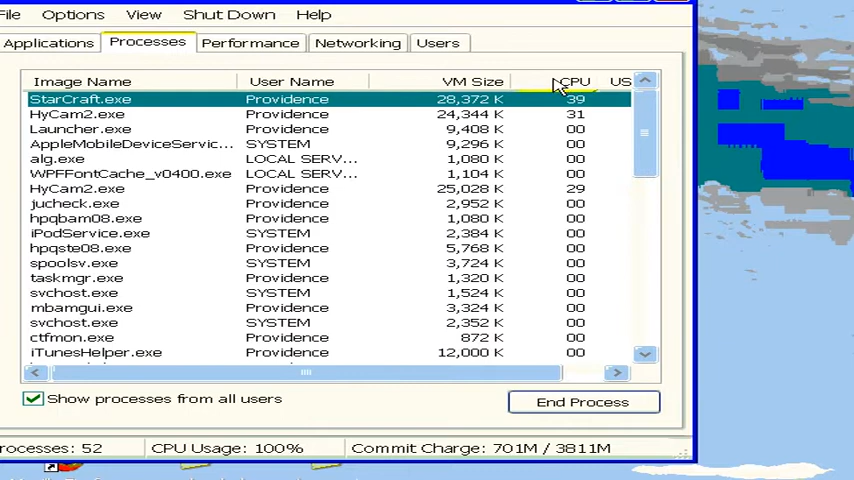 File Options View Shut Down Help
Applications Processes Performance Networking Users
Image Name User Name VM Size CPU US
StarCraft.exe Providence 28,372 K 39
HyCam2.exe Providence 24,344 K 31
Launcher.exe Providence 9,408 K 00
AppleMobileDeviceServic... SYSTEM 9,296 K 00
alg.exe LOCAL SERV... 1,080 K 00
WPFFontCache_v0400.exe LOCAL SERV... 1,104 K 00
HyCam2.exe Providence 25,028 K 29
jucheck.exe Providence 2,952 K 00
hpqbam08.exe Providence 1,080 K 00
iPodService.exe SYSTEM 2,384 K 00
hpqste08.exe Providence 5,768 K 00
spoolsv.exe SYSTEM 3,724 K 00
taskmgr.exe Providence 1,320 K 00
svchost.exe SYSTEM 1,524 K 00
mbamgui.exe Providence 3,324 K 00
svchost.exe SYSTEM 2,352 K 00
ctfmon.exe Providence 872 K 00
iTunesHelper.exe Providence 12,000 K 00
Show processes from all users End Process
rocesses: 52 CPU Usage: 100% Commit Charge: 701M / 3811M